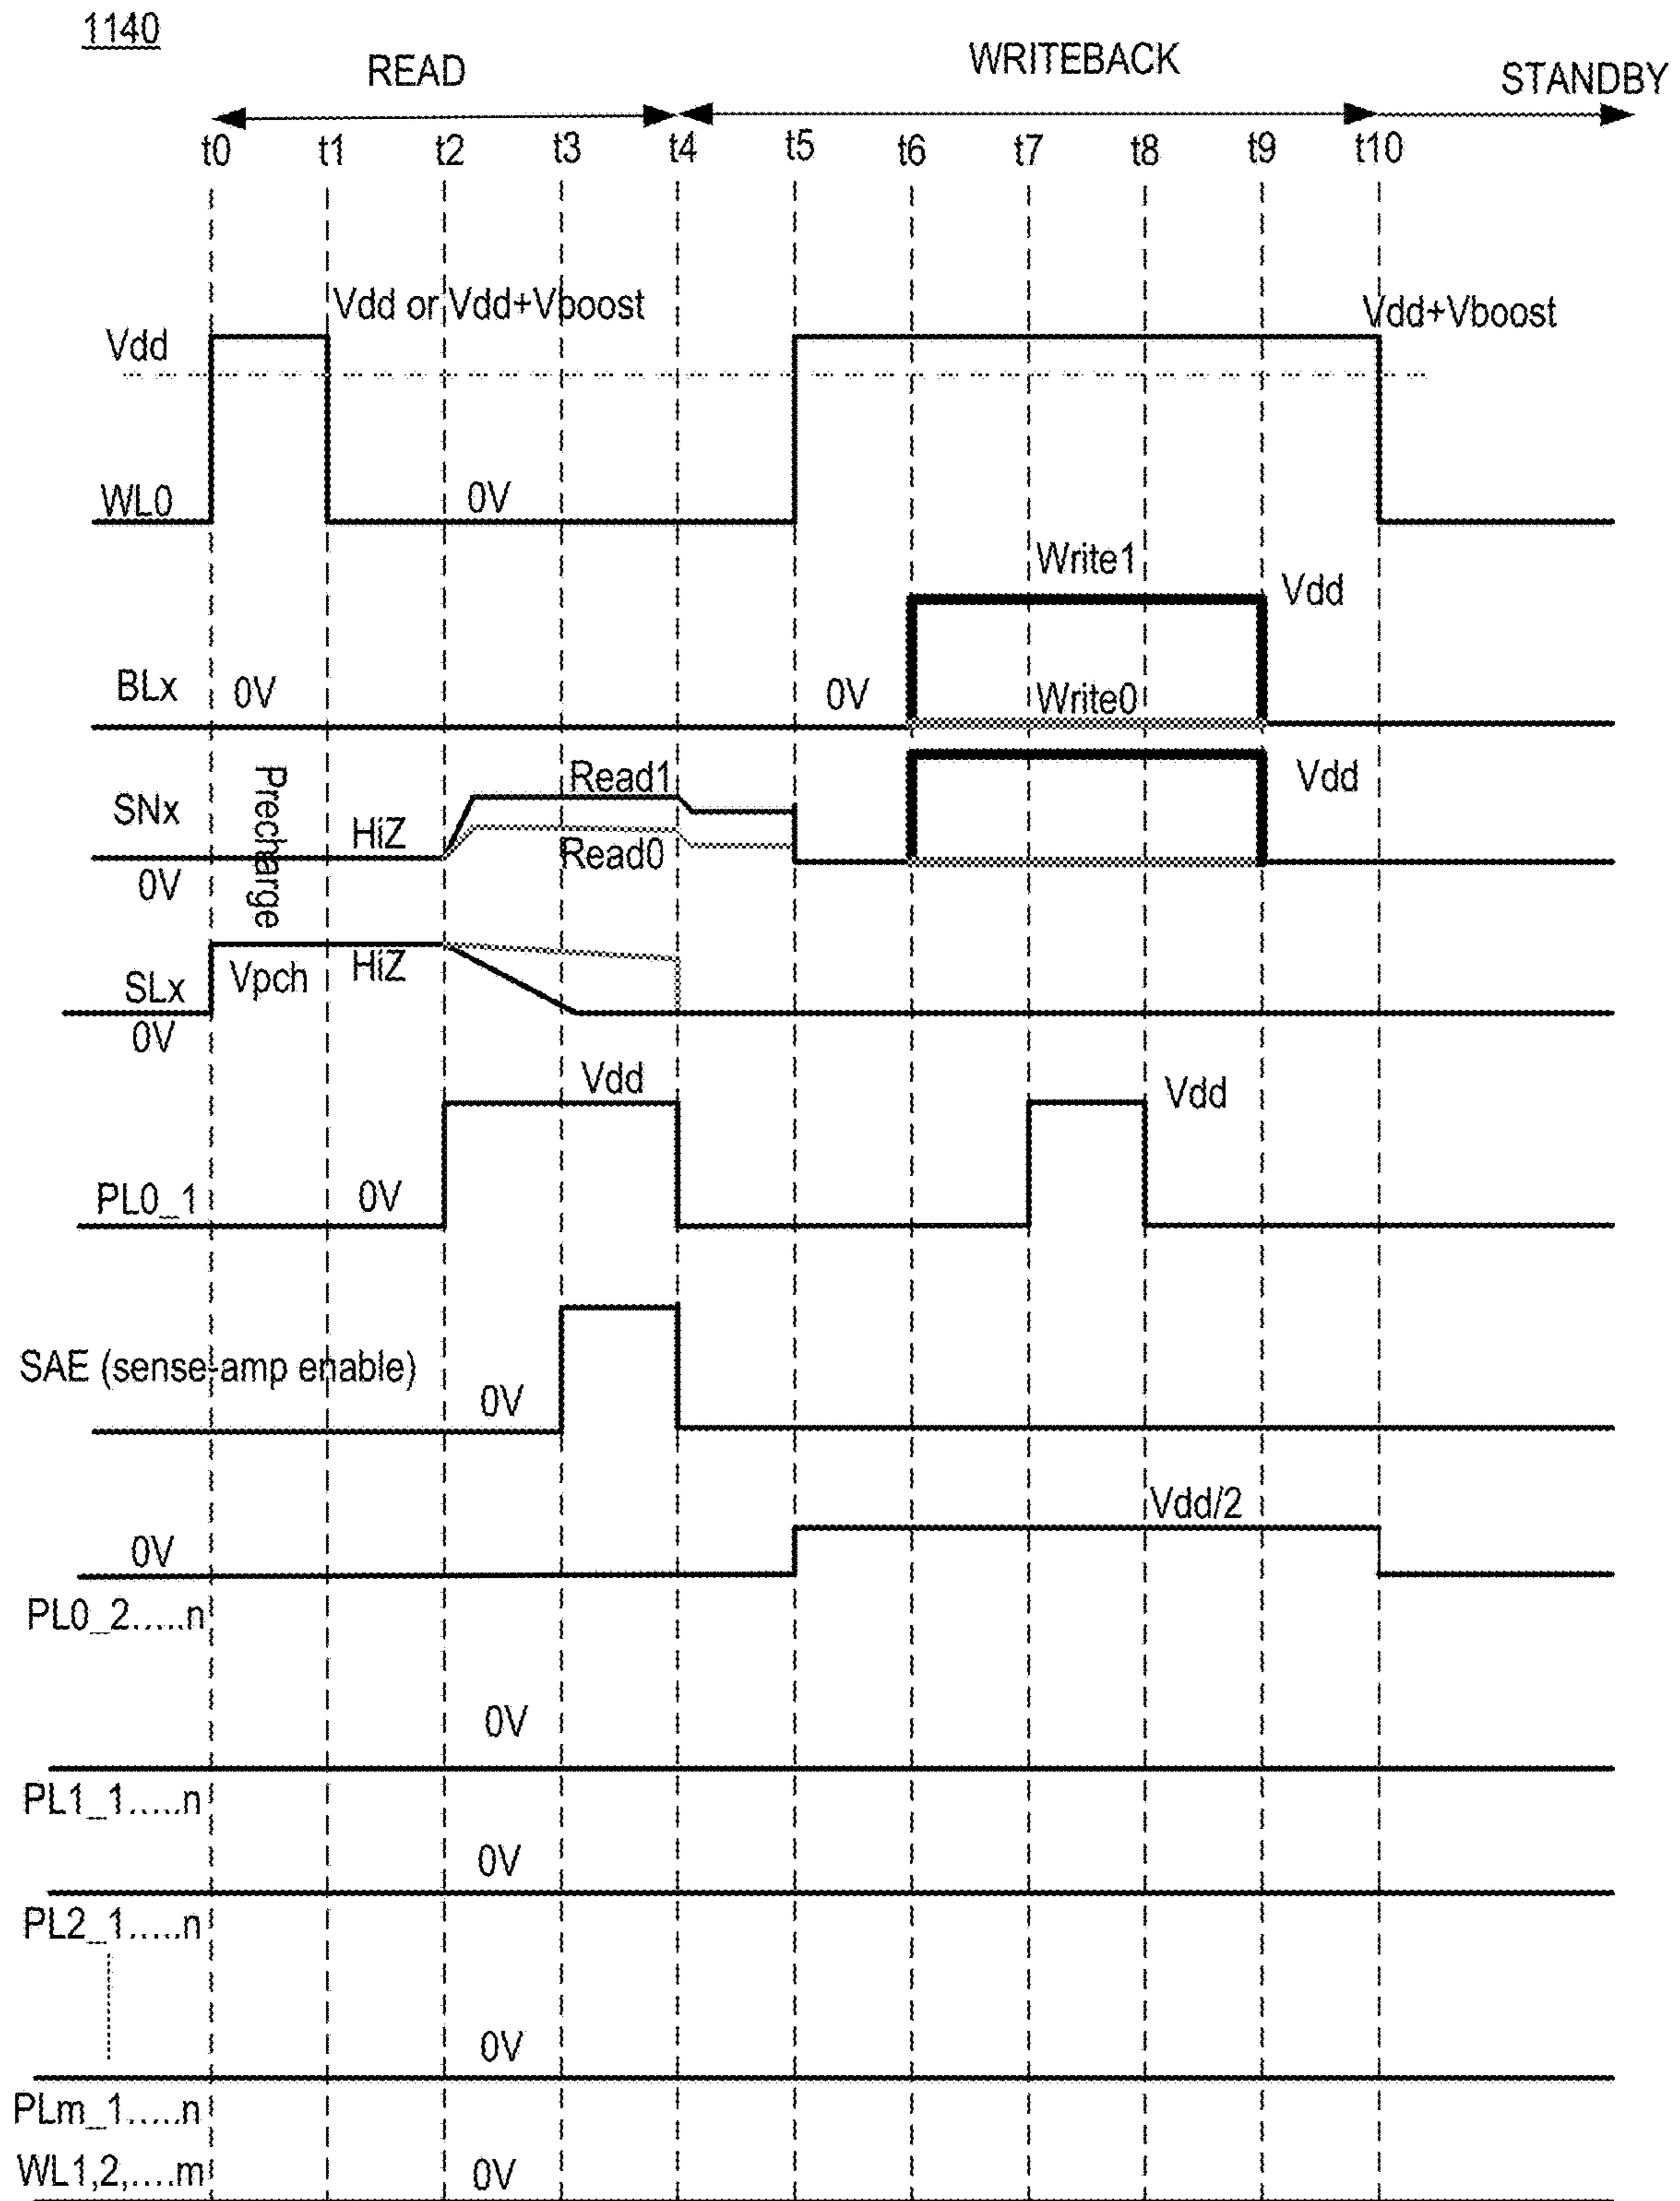 1140
READ
WRITEBACK
STANDBY
t0 t1 t2 t3 t4 t5 t6 t7 t8 t9 t10
Vdd or Vdd+Vboost
Vdd+Vboost
Vdd
WL0
0V
Write1
Vdd
BLx
0V
0V
Write0
Precharge
SNx
HiZ
Read1
Vdd
Read0
0V
Vpch
HiZ
SLx
0V
Vdd
Vdd
PL0_1
0V
SAE (sense-amp enable)
0V
Vdd/2
0V
PL0_2.....n
0V
PL1_1.....n
0V
PL2_1.....n
0V
PLm_1.....n
WL1,2,....m
0V